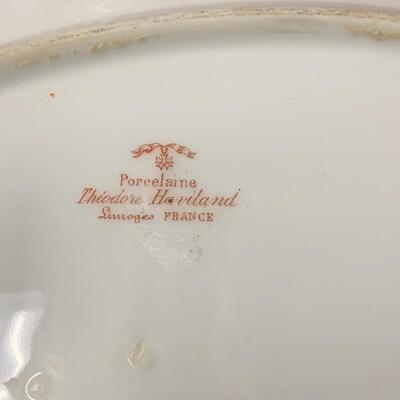 Porcelaine
Théodore Haviland
Limoges FRANCE